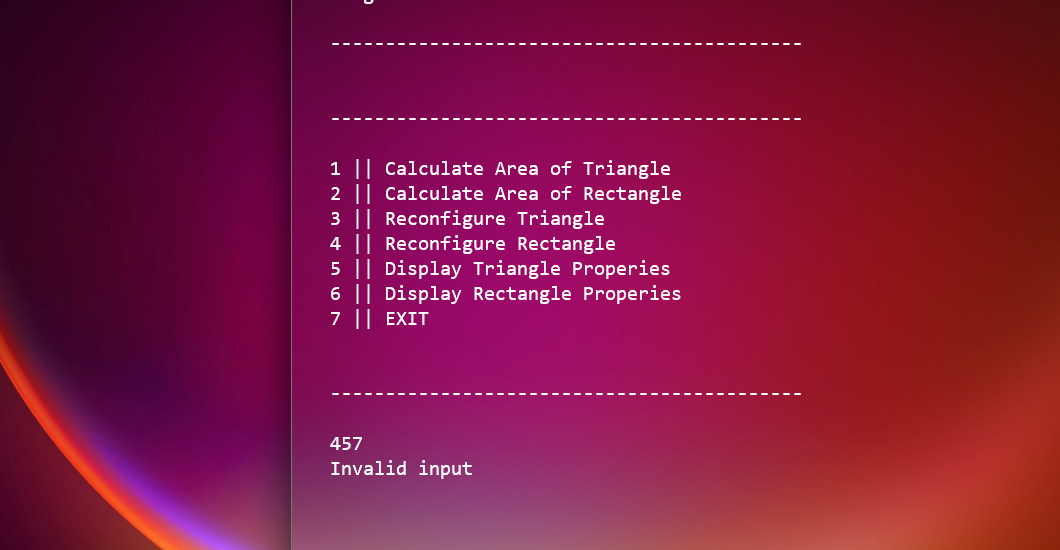 -------------------------------------------
-------------------------------------------
1 || Calculate Area of Triangle
2 || Calculate Area of Rectangle
3 || Reconfigure Triangle
4 || Reconfigure Rectangle
5 || Display Triangle Properies
6 || Display Rectangle Properies
7 || EXIT
-------------------------------------------
457
Invalid input